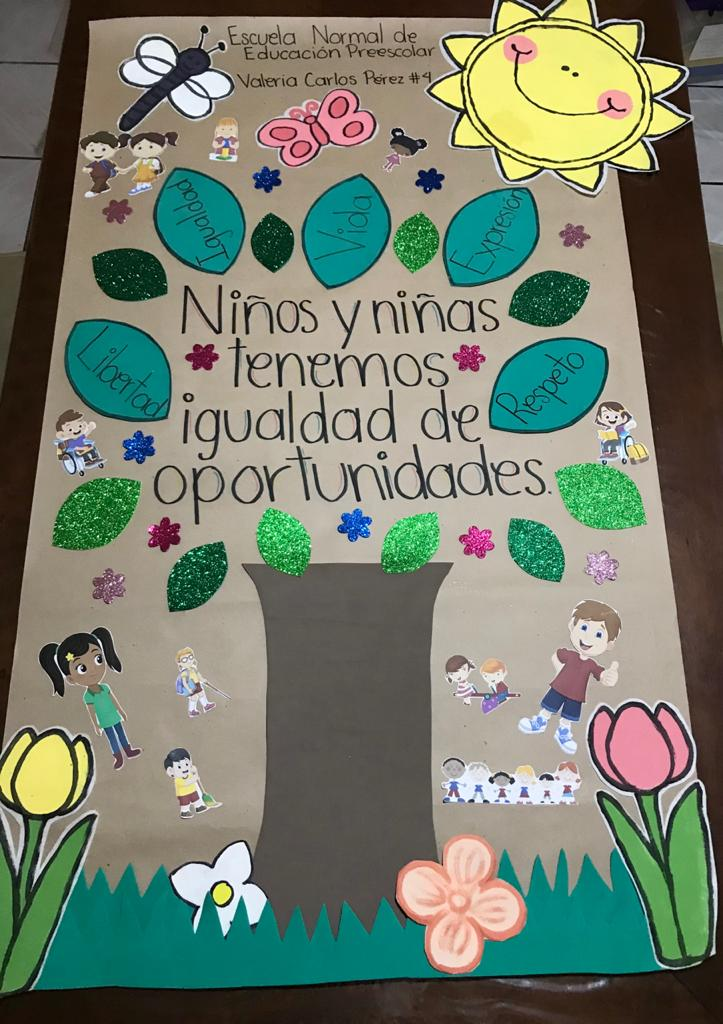 Escuela Normal de
Educación Preescolar
Valeria Carlos Pérez #4
Igualdad
Vida
Expresión
Libertad
Respeto
Niños y niñas
tenemos
igualdad de
oportunidades.